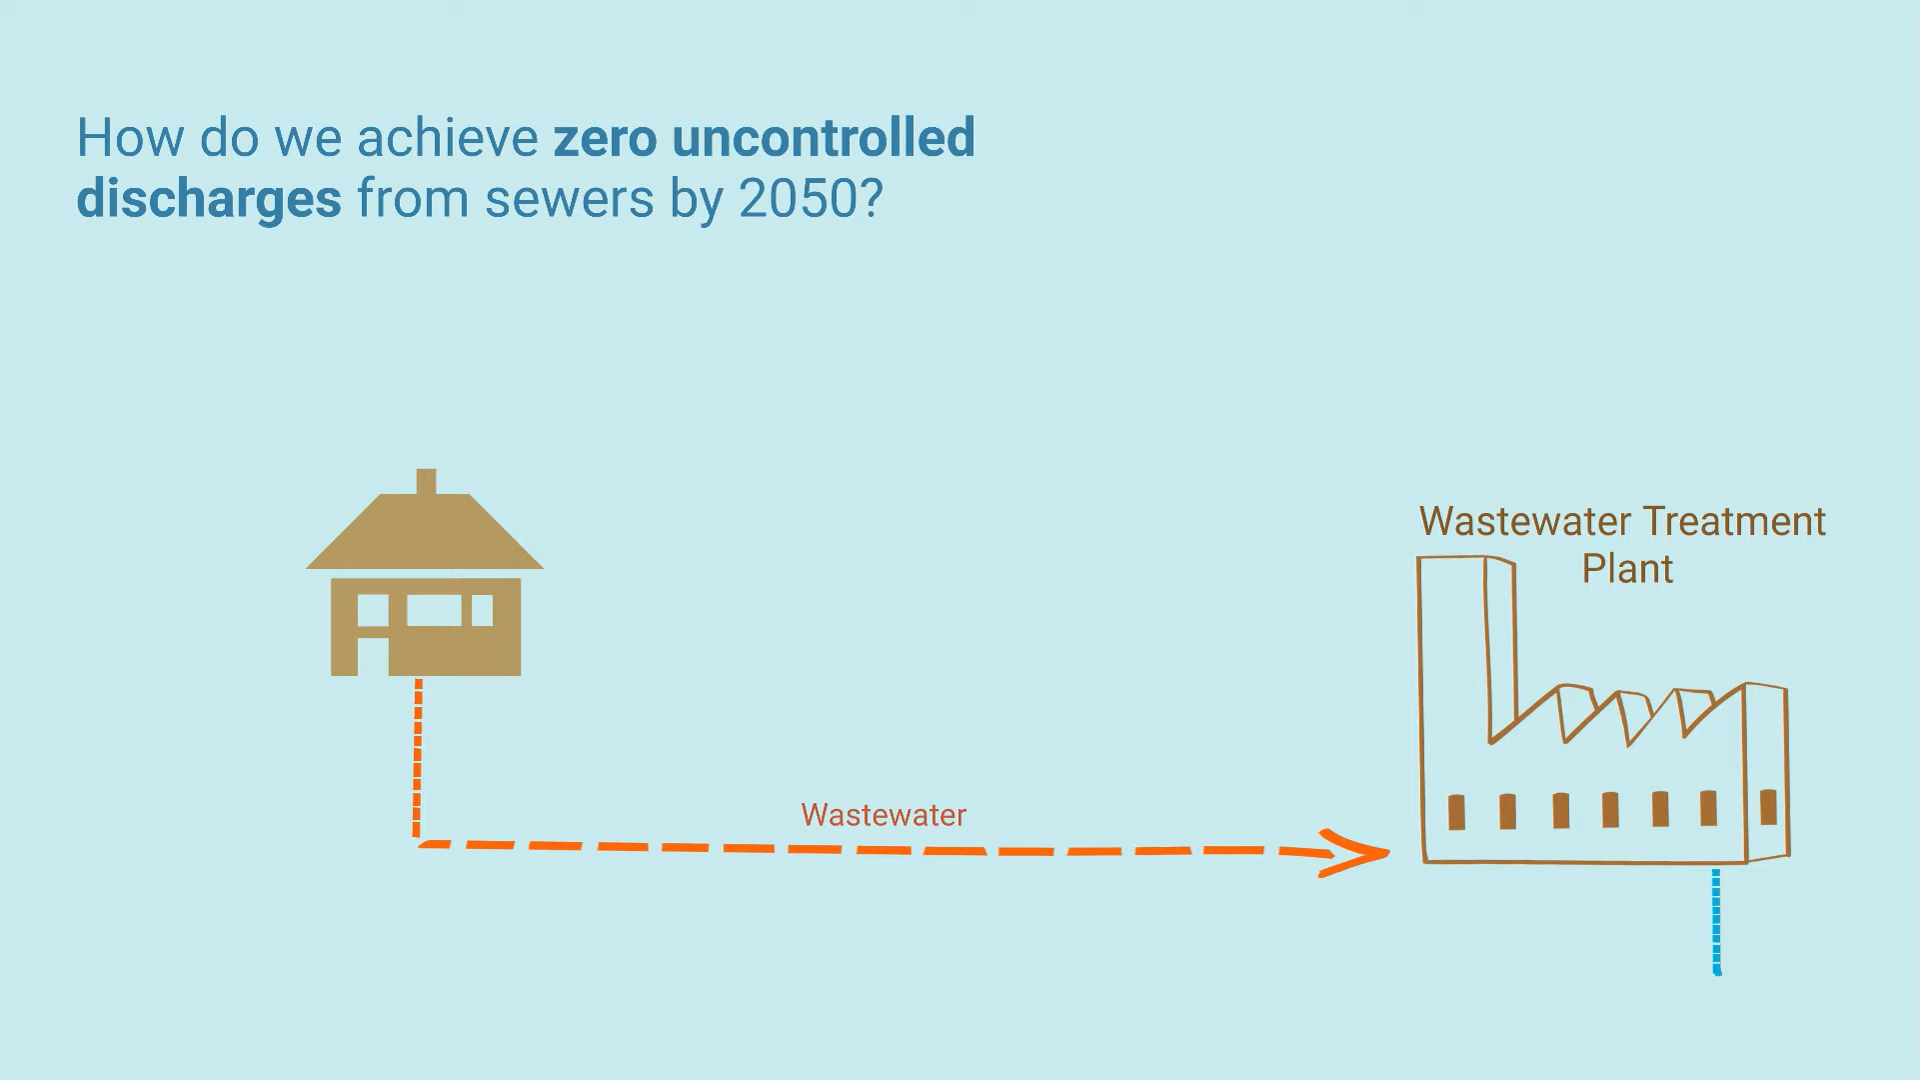 How do we achieve zero uncontrolled
discharges from sewers by 2050?
Wastewater Treatment
Plant
Wastewater